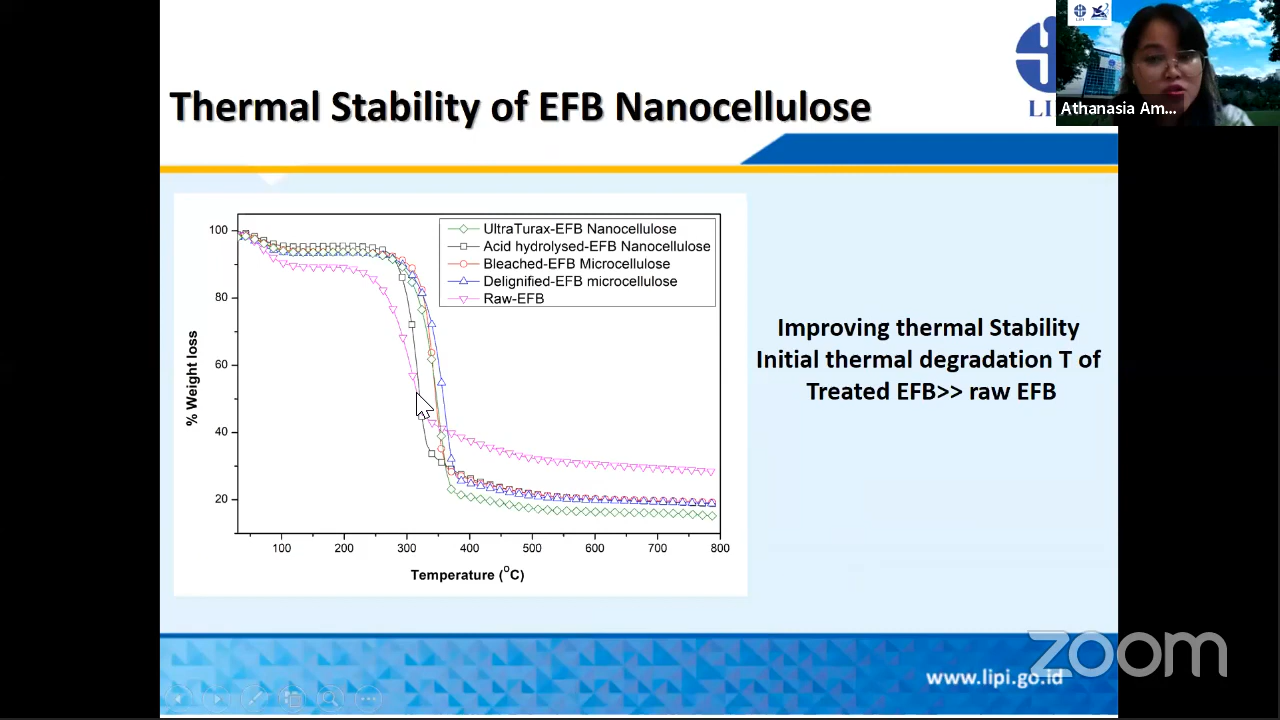 Thermal Stability of EFB Nanocellulose
LIPI
Athanasia Am...
100
80
60
40
20
% Weight loss
UltraTurax-EFB Nanocellulose
Acid hydrolysed-EFB Nanocellulose
Bleached-EFB Microcellulose
Delignified-EFB microcellulose
Raw-EFB
100 200 300 400 500 600 700 800
Temperature (°C)
Improving thermal Stability
Initial thermal degradation T of
Treated EFB>> raw EFB
zoom
www.lipi.go.id